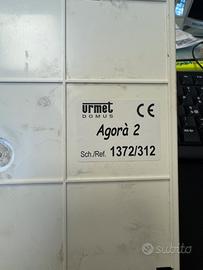 urmet
DOMUS
CE
Agorà 2
Sch./Ref. 1372/312
subito